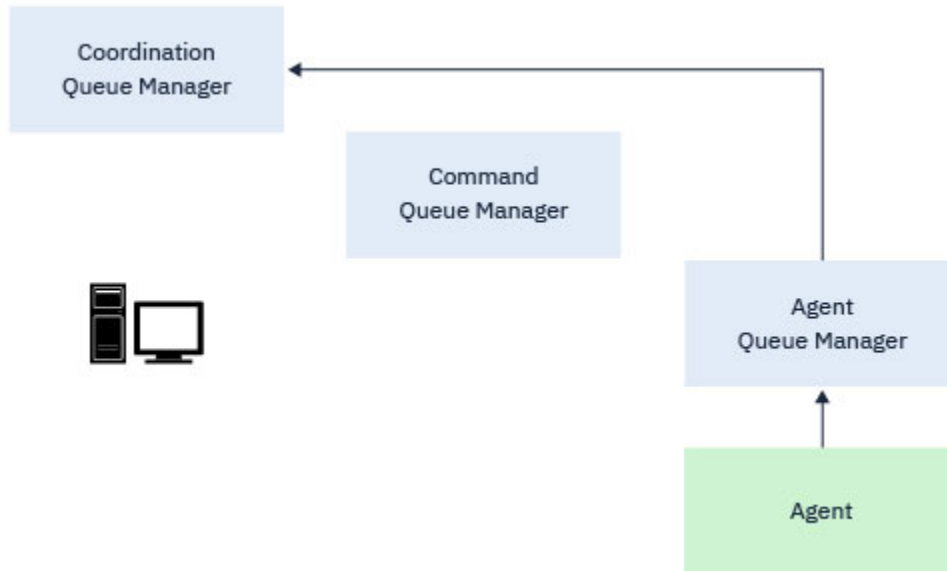 Coordination
Queue Manager
Command
Queue Manager
Agent
Queue Manager
Agent